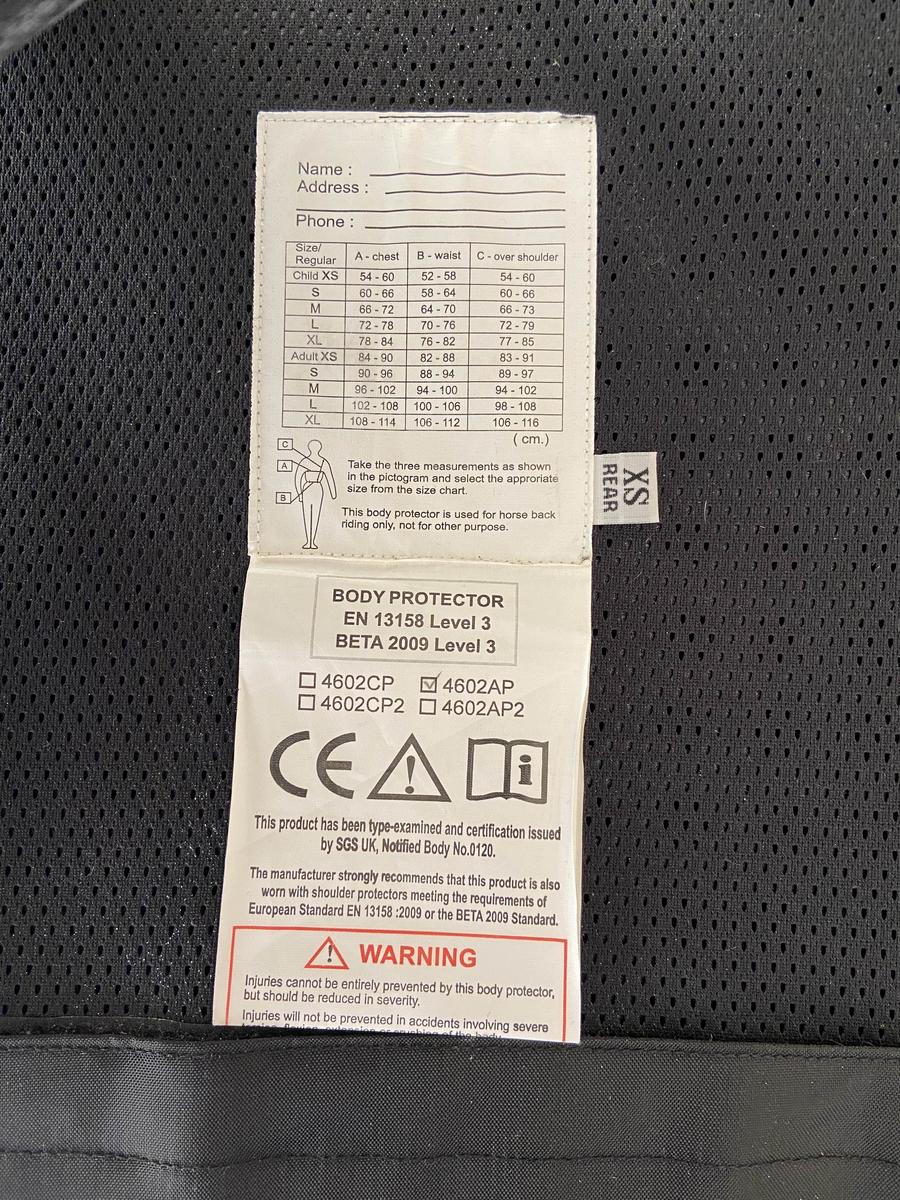 Name :
Address :
Phone :
Size/ Regular A - chest B - waist C - over shoulder
Child XS 54 - 60 52 - 58 54 - 60
S 60 - 66 58 - 64 60 - 66
M 66 - 72 64 - 70 66 - 73
L 72 - 78 70 - 76 72 - 79
XL 78 - 84 76 - 82 77 - 85
Adult XS 84 - 90 82 - 88 83 - 91
S 90 - 96 88 - 94 89 - 97
M 96 - 102 94 - 100 94 - 102
L 102 - 108 100 - 106 98 - 108
XL 108 - 114 106 - 112 106 - 116
( cm.)
C
A
B
Take the three measurements as shown
in the pictogram and select the approriate
size from the size chart.
This body protector is used for horse back
riding only, not for other purpose.
XS
REAR
BODY PROTECTOR
EN 13158 Level 3
BETA 2009 Level 3
4602CP 4602AP
4602CP2 4602AP2
CE
This product has been type-examined and certification issued
by SGS UK, Notified Body No.0120.
The manufacturer strongly recommends that this product is also
worn with shoulder protectors meeting the requirements of
European Standard EN 13158 :2009 or the BETA 2009 Standard.
WARNING
Injuries cannot be entirely prevented by this body protector,
but should be reduced in severity.
Injuries will not be prevented in accidents involving severe
torsion, flexion, extension or crushing of the body.